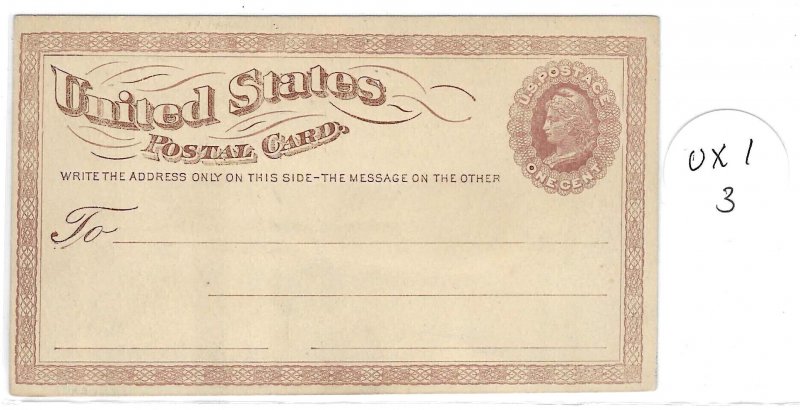 United States
POSTAL CARD.
WRITE THE ADDRESS ONLY ON THIS SIDE–THE MESSAGE ON THE OTHER
To
U.S. POSTAGE
ONE CENT
UX 1
3